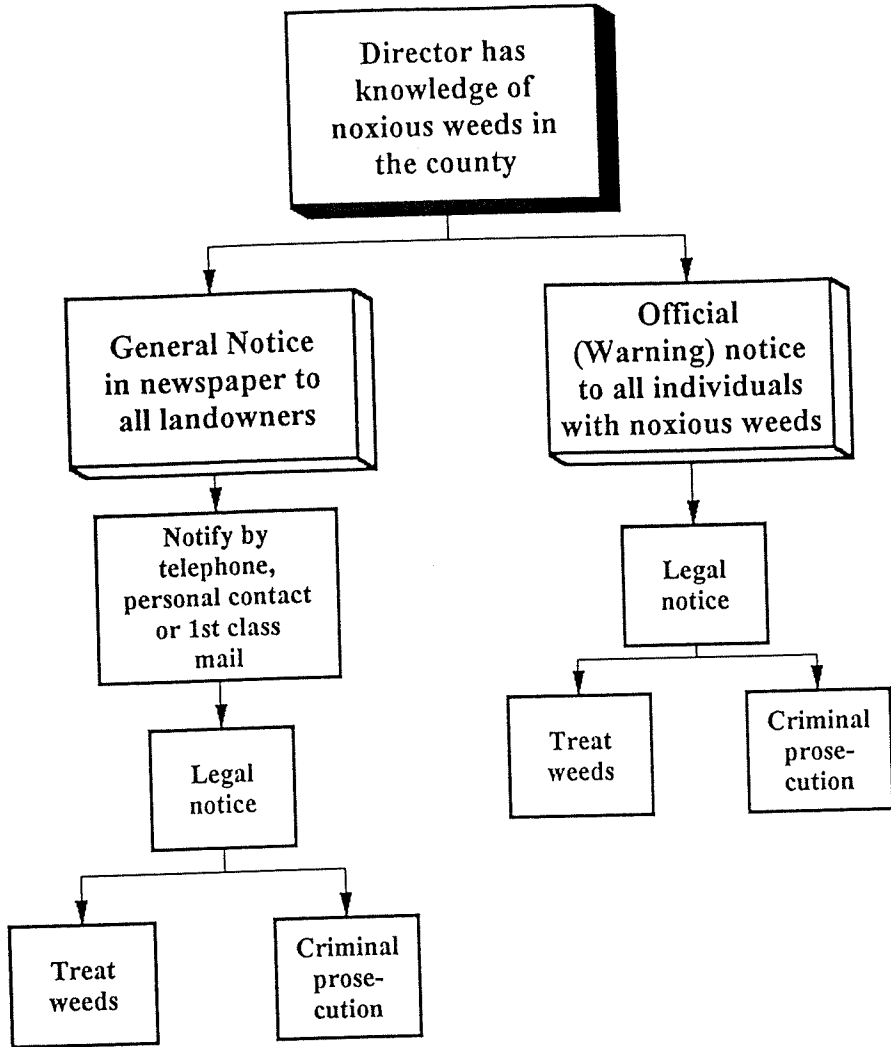 Director has
knowledge of
noxious weeds in
the county
General Notice
in newspaper to
all landowners
Official
(Warning) notice
to all individuals
with noxious weeds
Notify by
telephone,
personal contact
or 1st class
mail
Legal
notice
Legal
notice
Treat
weeds
Criminal
prose-
cution
Treat
weeds
Criminal
prose-
cution